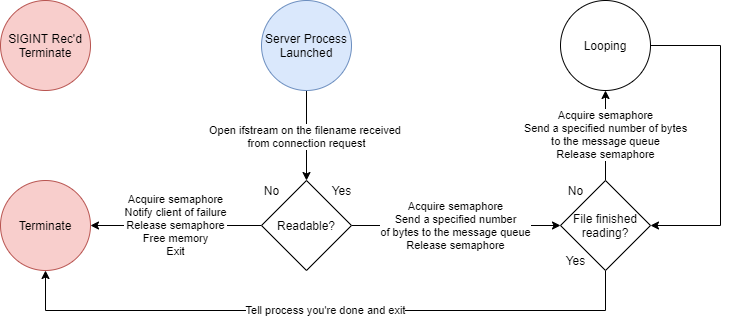 SIGINT Rec'd
Terminate
Server Process
Launched
Looping
Open ifstream on the filename received
from connection request
Acquire semaphore
Send a specified number of bytes
to the message queue
Release semaphore
No
Yes
Terminate
Acquire semaphore
Notify client of failure
Release semaphore
Free memory
Exit
Readable?
Acquire semaphore
Send a specified number
of bytes to the message queue
Release semaphore
No
File finished
reading?
Yes
Tell process you're done and exit